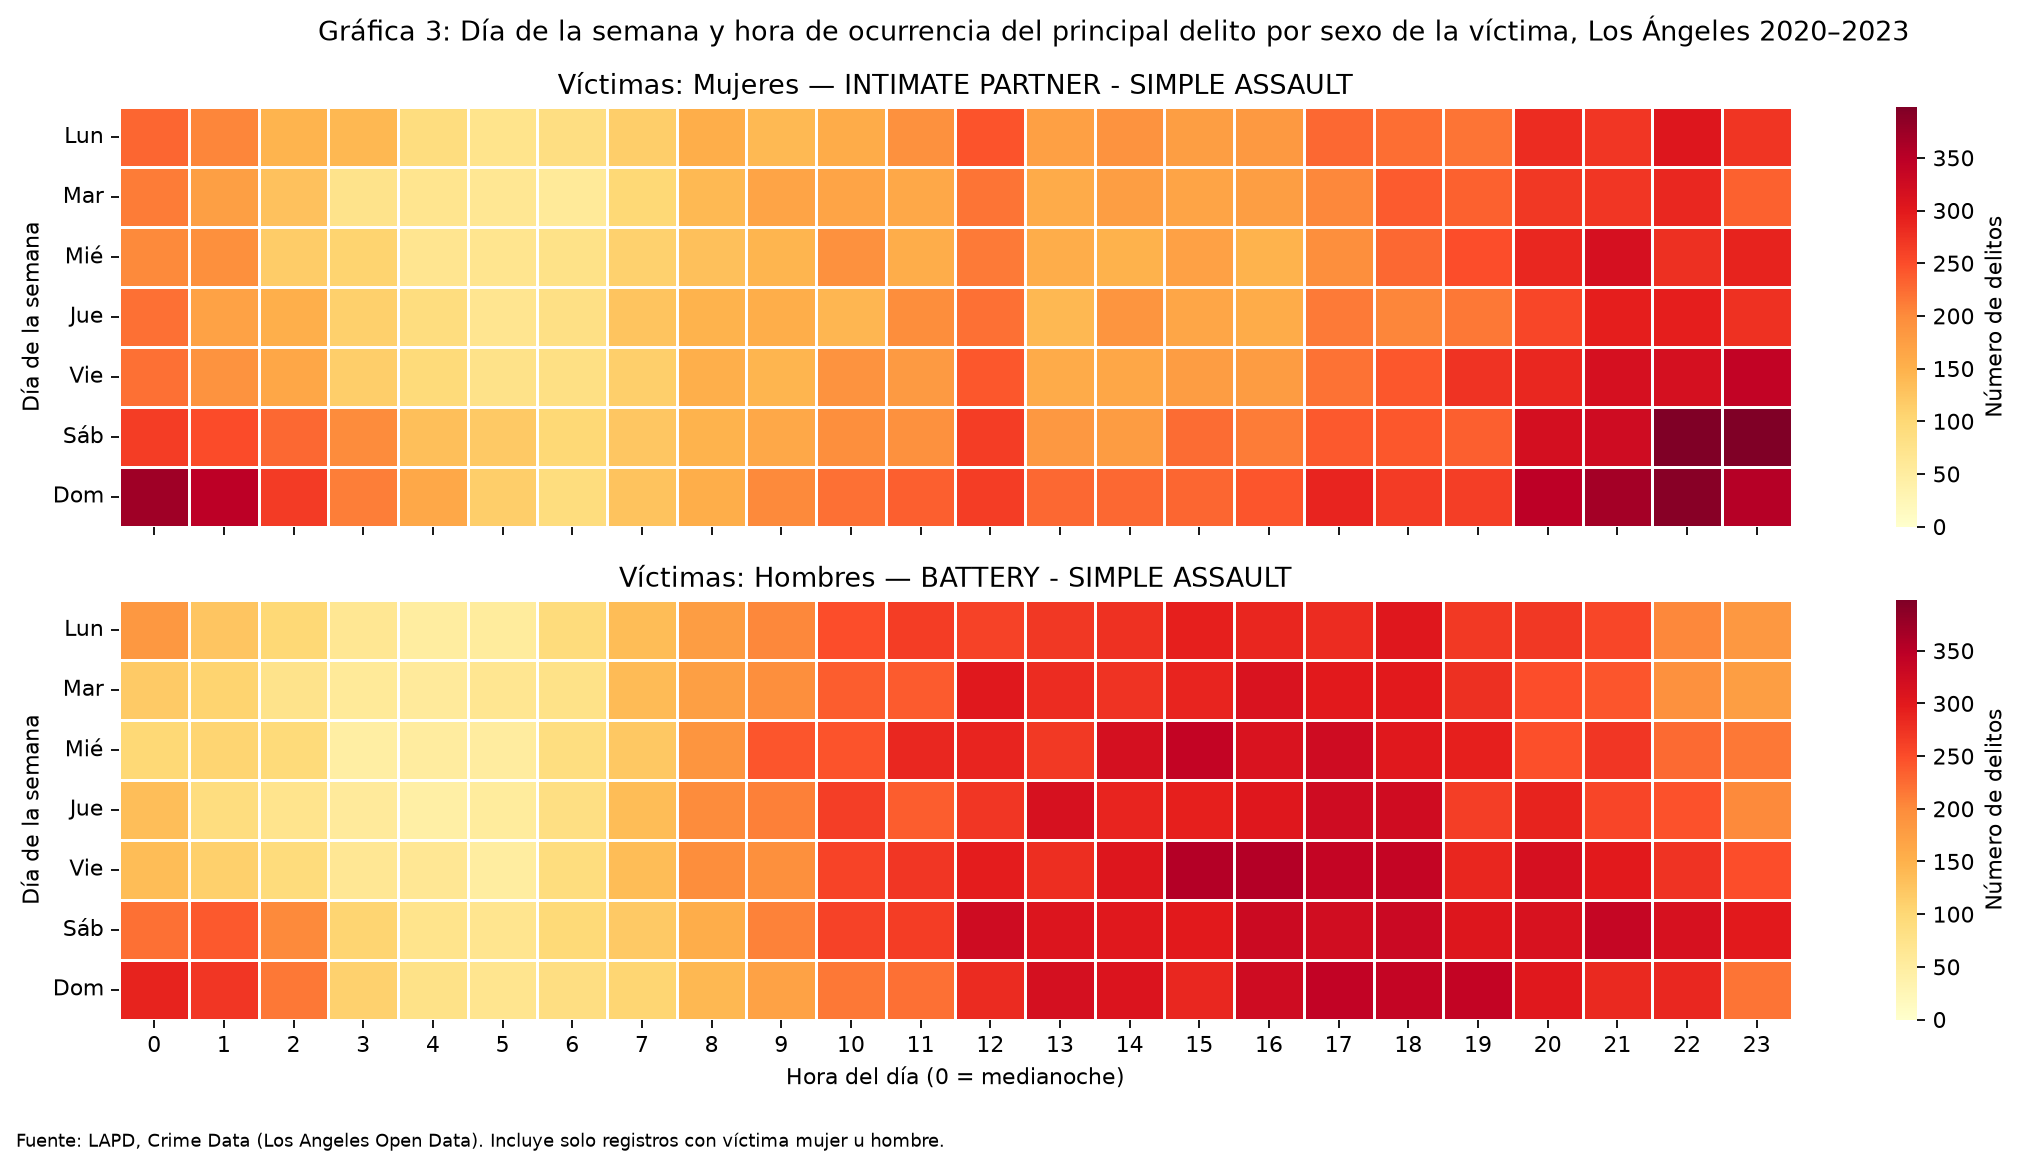 Gráfica 3: Día de la semana y hora de ocurrencia del principal delito por sexo de la víctima, Los Ángeles 2020–2023
Víctimas: Mujeres — INTIMATE PARTNER - SIMPLE ASSAULT
Día de la semana
Lun
Mar
Mié
Jue
Vie
Sáb
Dom
350
300
250
200
150
100
50
0
Número de delitos
Víctimas: Hombres — BATTERY - SIMPLE ASSAULT
Día de la semana
Lun
Mar
Mié
Jue
Vie
Sáb
Dom
0 1 2 3 4 5 6 7 8 9 10 11 12 13 14 15 16 17 18 19 20 21 22 23
Hora del día (0 = medianoche)
350
300
250
200
150
100
50
0
Número de delitos
Fuente: LAPD, Crime Data (Los Angeles Open Data). Incluye solo registros con víctima mujer u hombre.